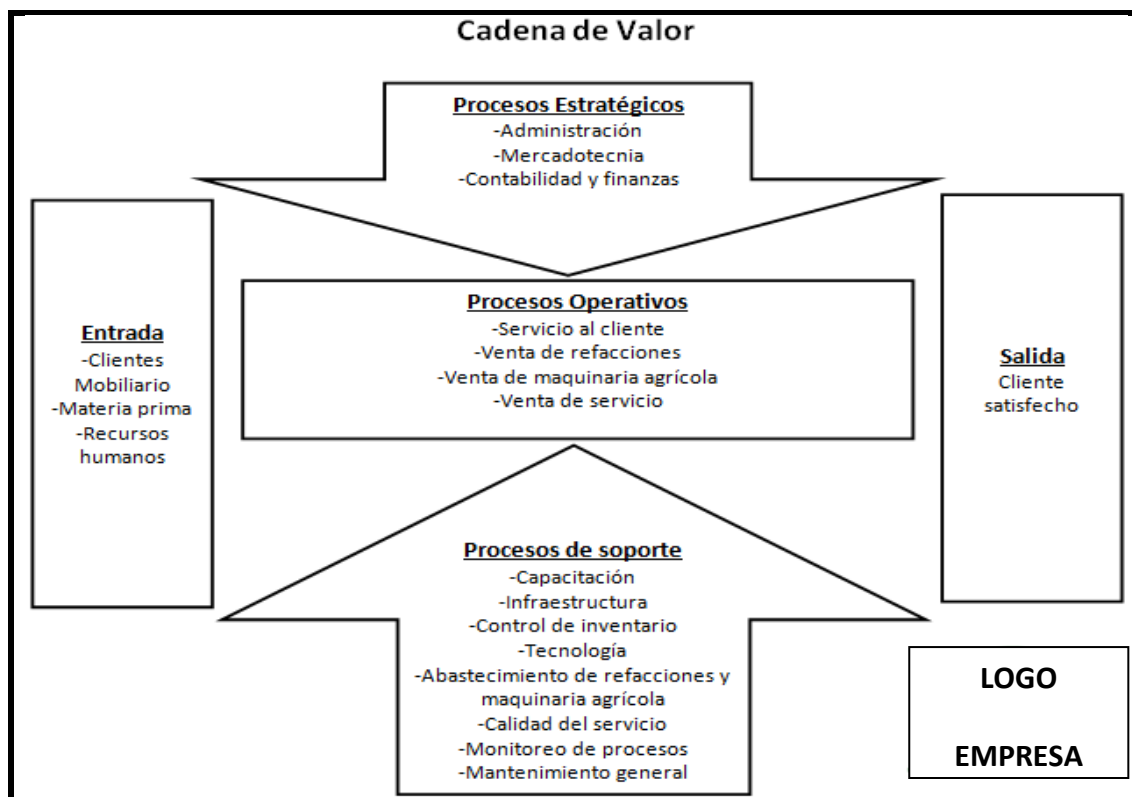 Cadena de Valor
Procesos Estratégicos
-Administración
-Mercadotecnia
-Contabilidad y finanzas
Entrada
-Clientes
Mobiliario
-Materia prima
-Recursos
humanos
Procesos Operativos
-Servicio al cliente
-Venta de refacciones
-Venta de maquinaria agrícola
-Venta de servicio
Salida
Cliente
satisfecho
Procesos de soporte
-Capacitación
-Infraestructura
-Control de inventario
-Tecnología
-Abastecimiento de refacciones y
maquinaria agrícola
-Calidad del servicio
-Monitoreo de procesos
-Mantenimiento general
LOGO
EMPRESA